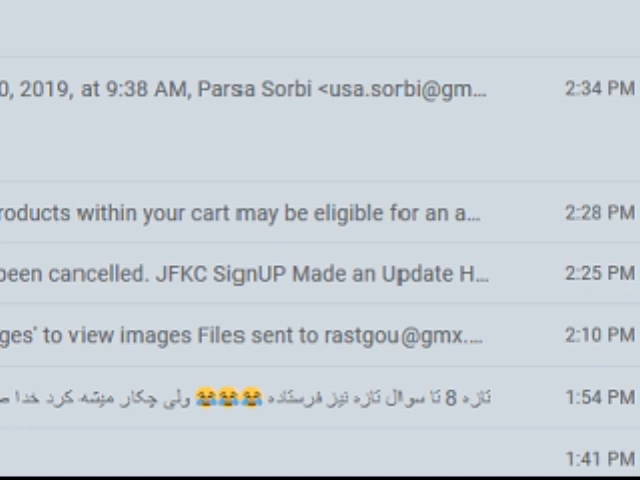 0, 2019, at 9:38 AM, Parsa Sorbi <usa.sorbi@gm... 2:34 PM
roducts within your cart may be eligible for an a... 2:28 PM
been cancelled. JFKC SignUP Made an Update H... 2:25 PM
ges' to view images Files sent to rastgou@gmx.... 2:10 PM
تازه 8 تا سوال تازه نیز فرستاده 😂😂😂 ولی چکار میشه کرد خدا 1:54 PM
1:41 PM